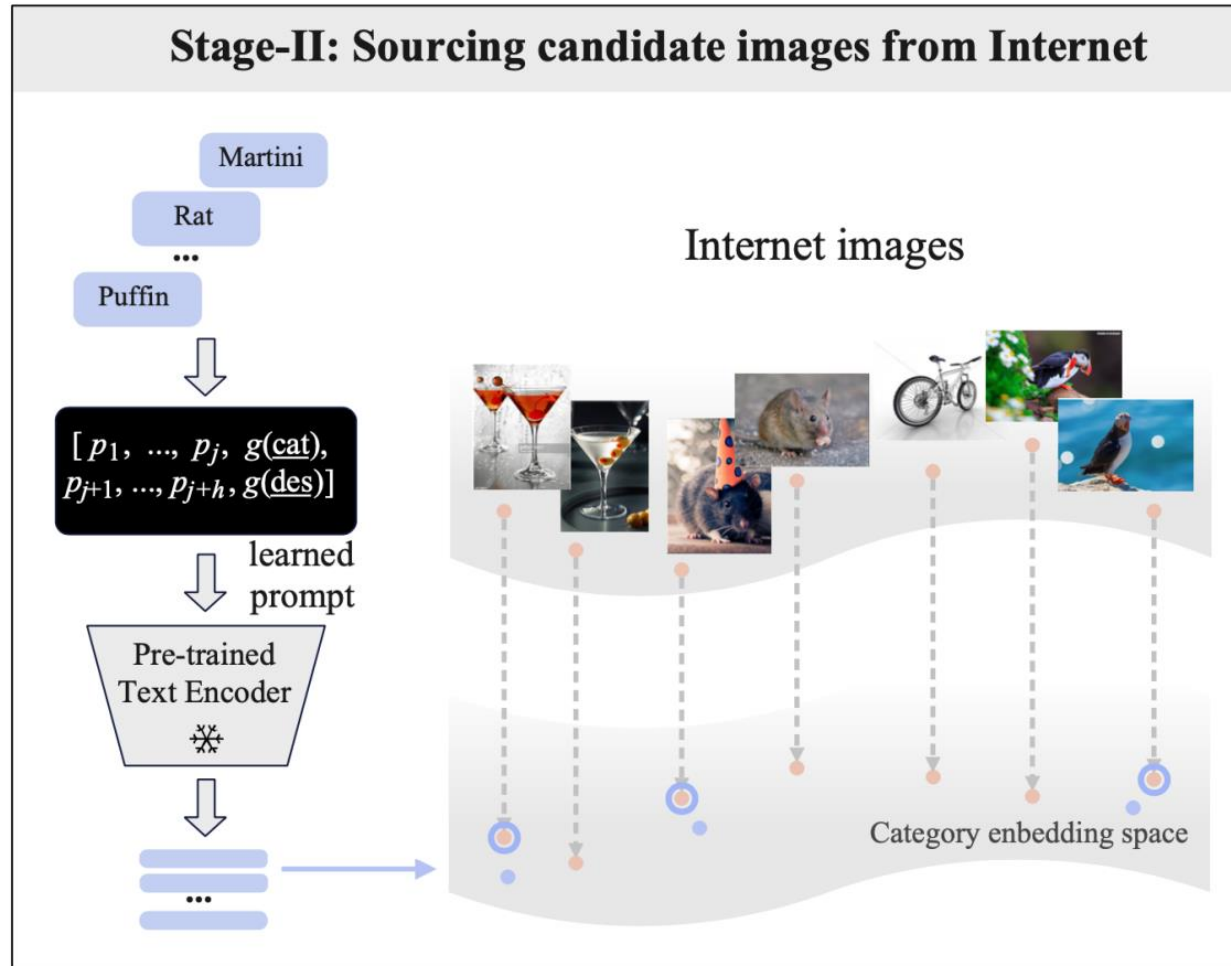 Stage-II: Sourcing candidate images from Internet
Martini
Rat
...
Puffin
[ p1, ..., pj, g(cat),
pj+1, ..., pj+h, g(des)]
learned
prompt
Pre-trained
Text Encoder
...
Internet images
Category enbedding space